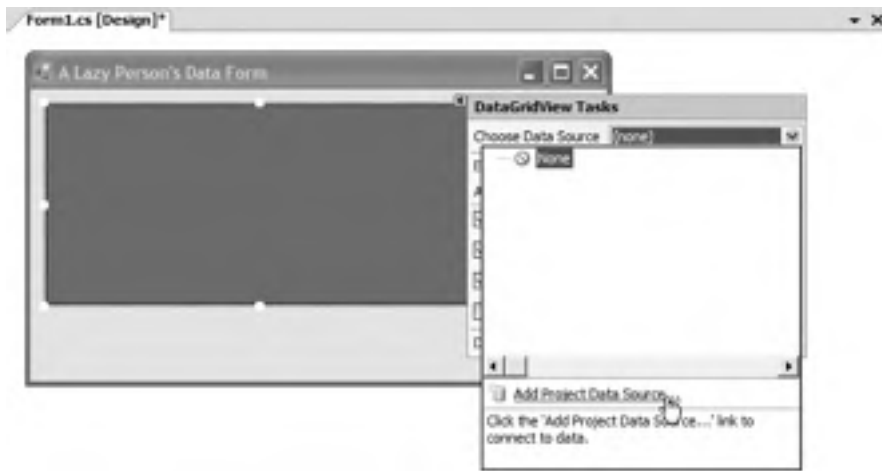 Form1.cs [Design]*
A Lazy Person's Data Form
DataGridView Tasks
Choose Data Source (none)
None
Add Project Data Source...
Click the 'Add Project Data Source...' link to
connect to data.